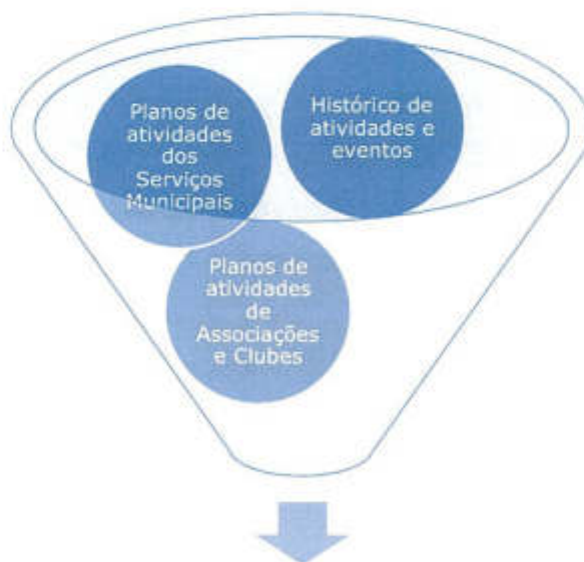 Planos de
atividades
dos
Serviços
Municipais
Histórico de
atividades e
eventos
Planos de
atividades
de
Associações
e Clubes